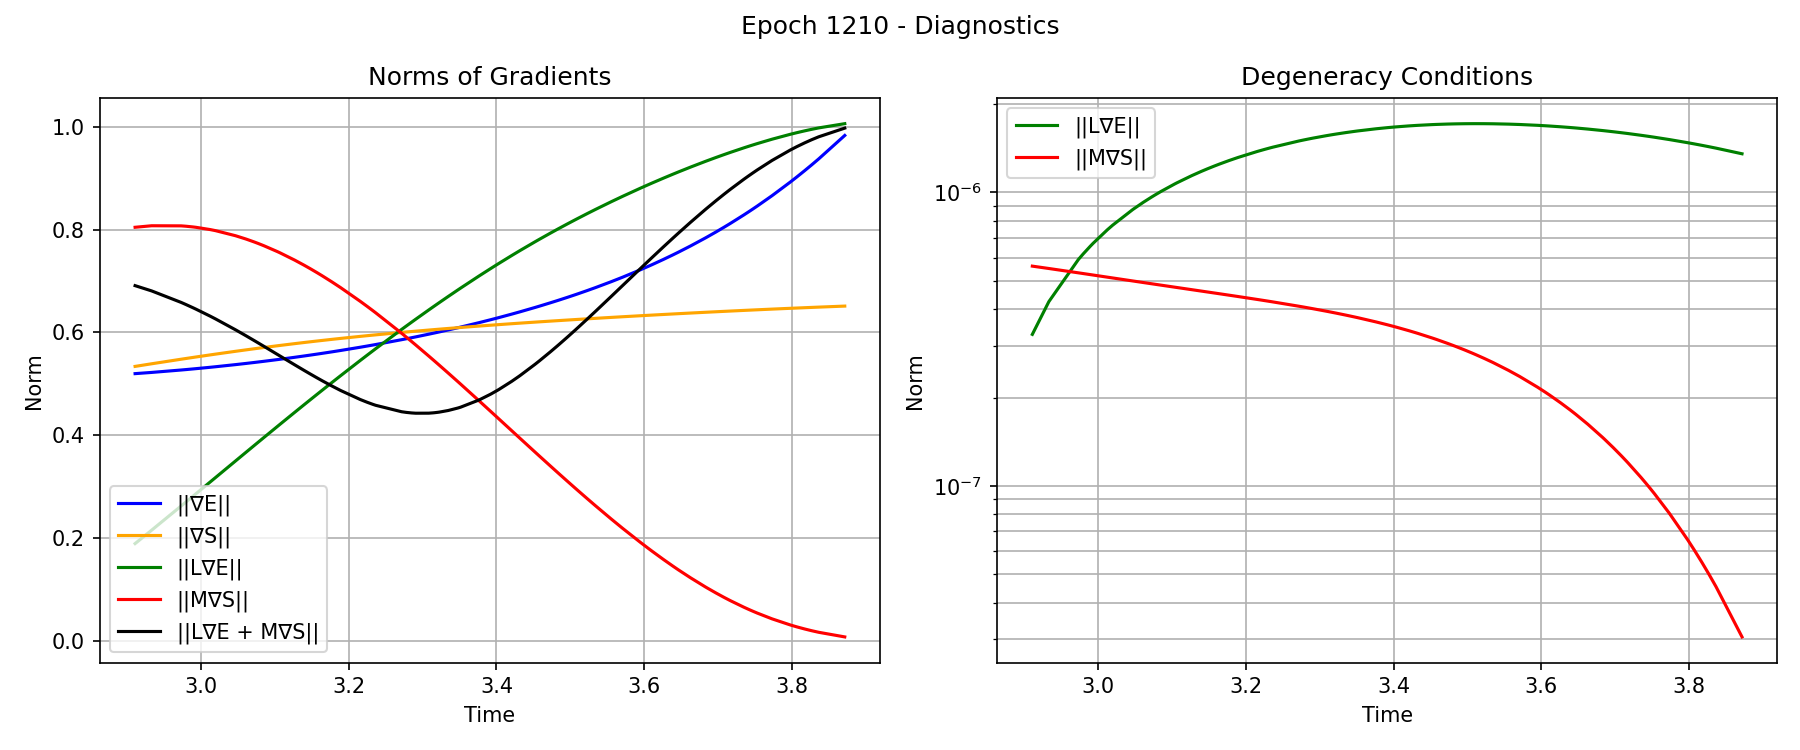 Epoch 1210 - Diagnostics
Norms of Gradients
Norm
1.0
0.8
0.6
0.4
0.2
0.0
||∇E||
||∇S||
||L∇E||
||M∇S||
||L∇E + M∇S||
3.0 3.2 3.4 3.6 3.8
Time
Degeneracy Conditions
Norm
10⁻⁶
10⁻⁷
||L∇E||
||M∇S||
3.0 3.2 3.4 3.6 3.8
Time